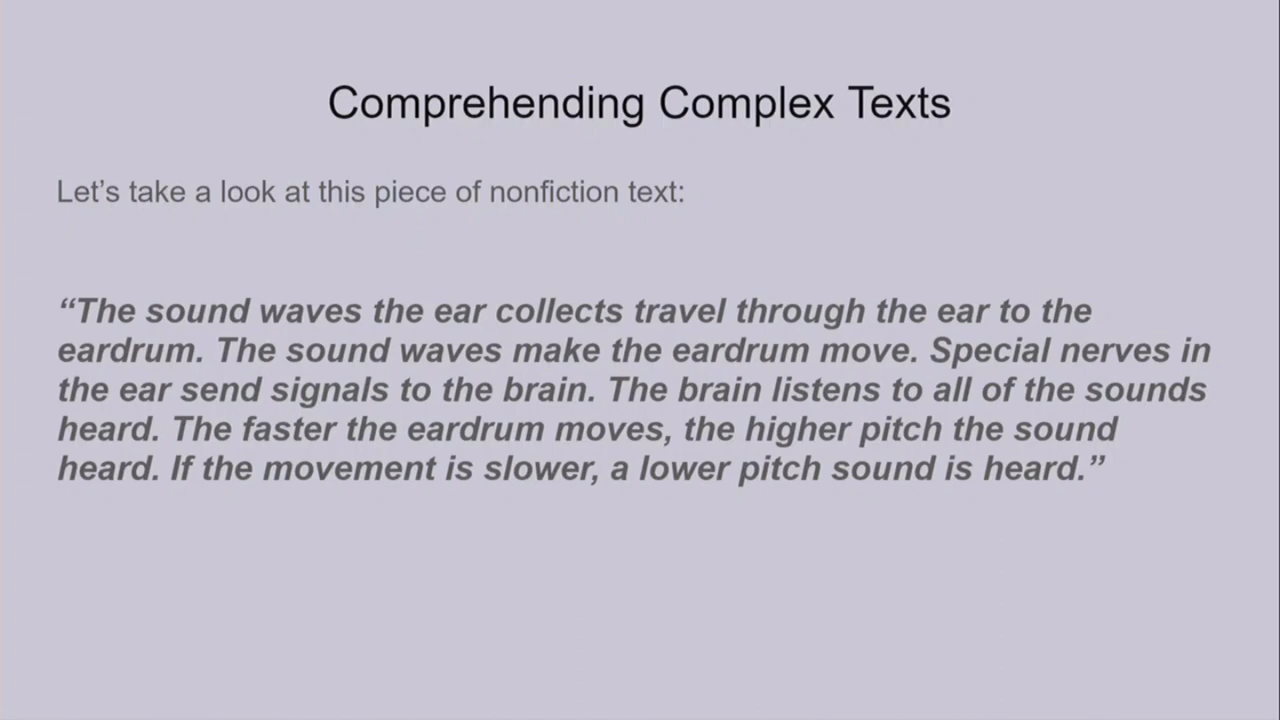 Comprehending Complex Texts
Let’s take a look at this piece of nonfiction text:
“The sound waves the ear collects travel through the ear to the
eardrum. The sound waves make the eardrum move. Special nerves in
the ear send signals to the brain. The brain listens to all of the sounds
heard. The faster the eardrum moves, the higher pitch the sound
heard. If the movement is slower, a lower pitch sound is heard.”